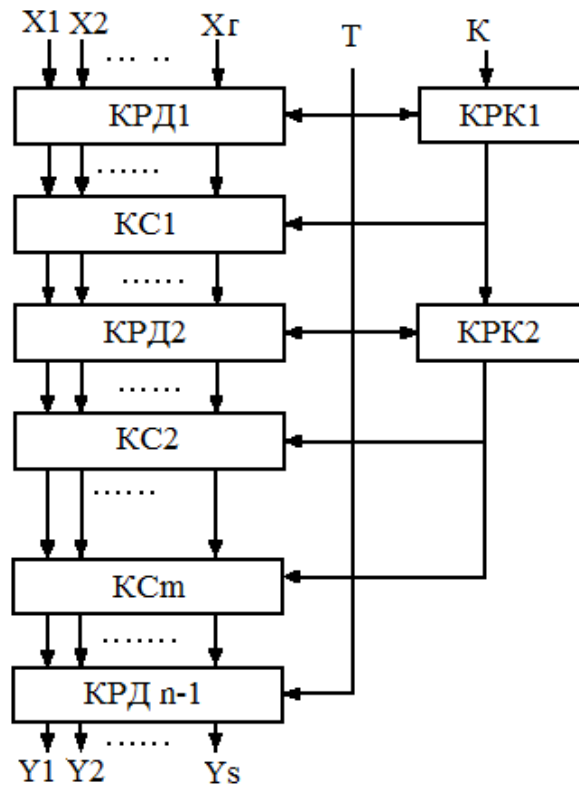 X1 X2 ... .. Xr T К
КРД1 КРК1
.......
КС1
......
КРД2 КРК2
......
КС2
......
КСm
........
КРД n-1
Y1 Y2 ...... Ys